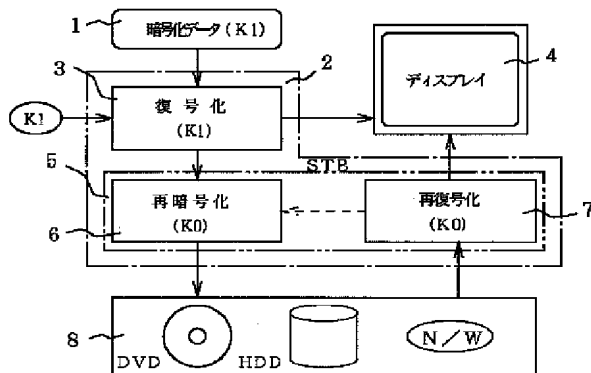 1
暗号化データ(K1)
3
2
4
K1
復号化
(K1)
ディスプレイ
STB
5
再暗号化
(K0)
6
再復号化
(K0)
7
8
DVD
HDD
N/W